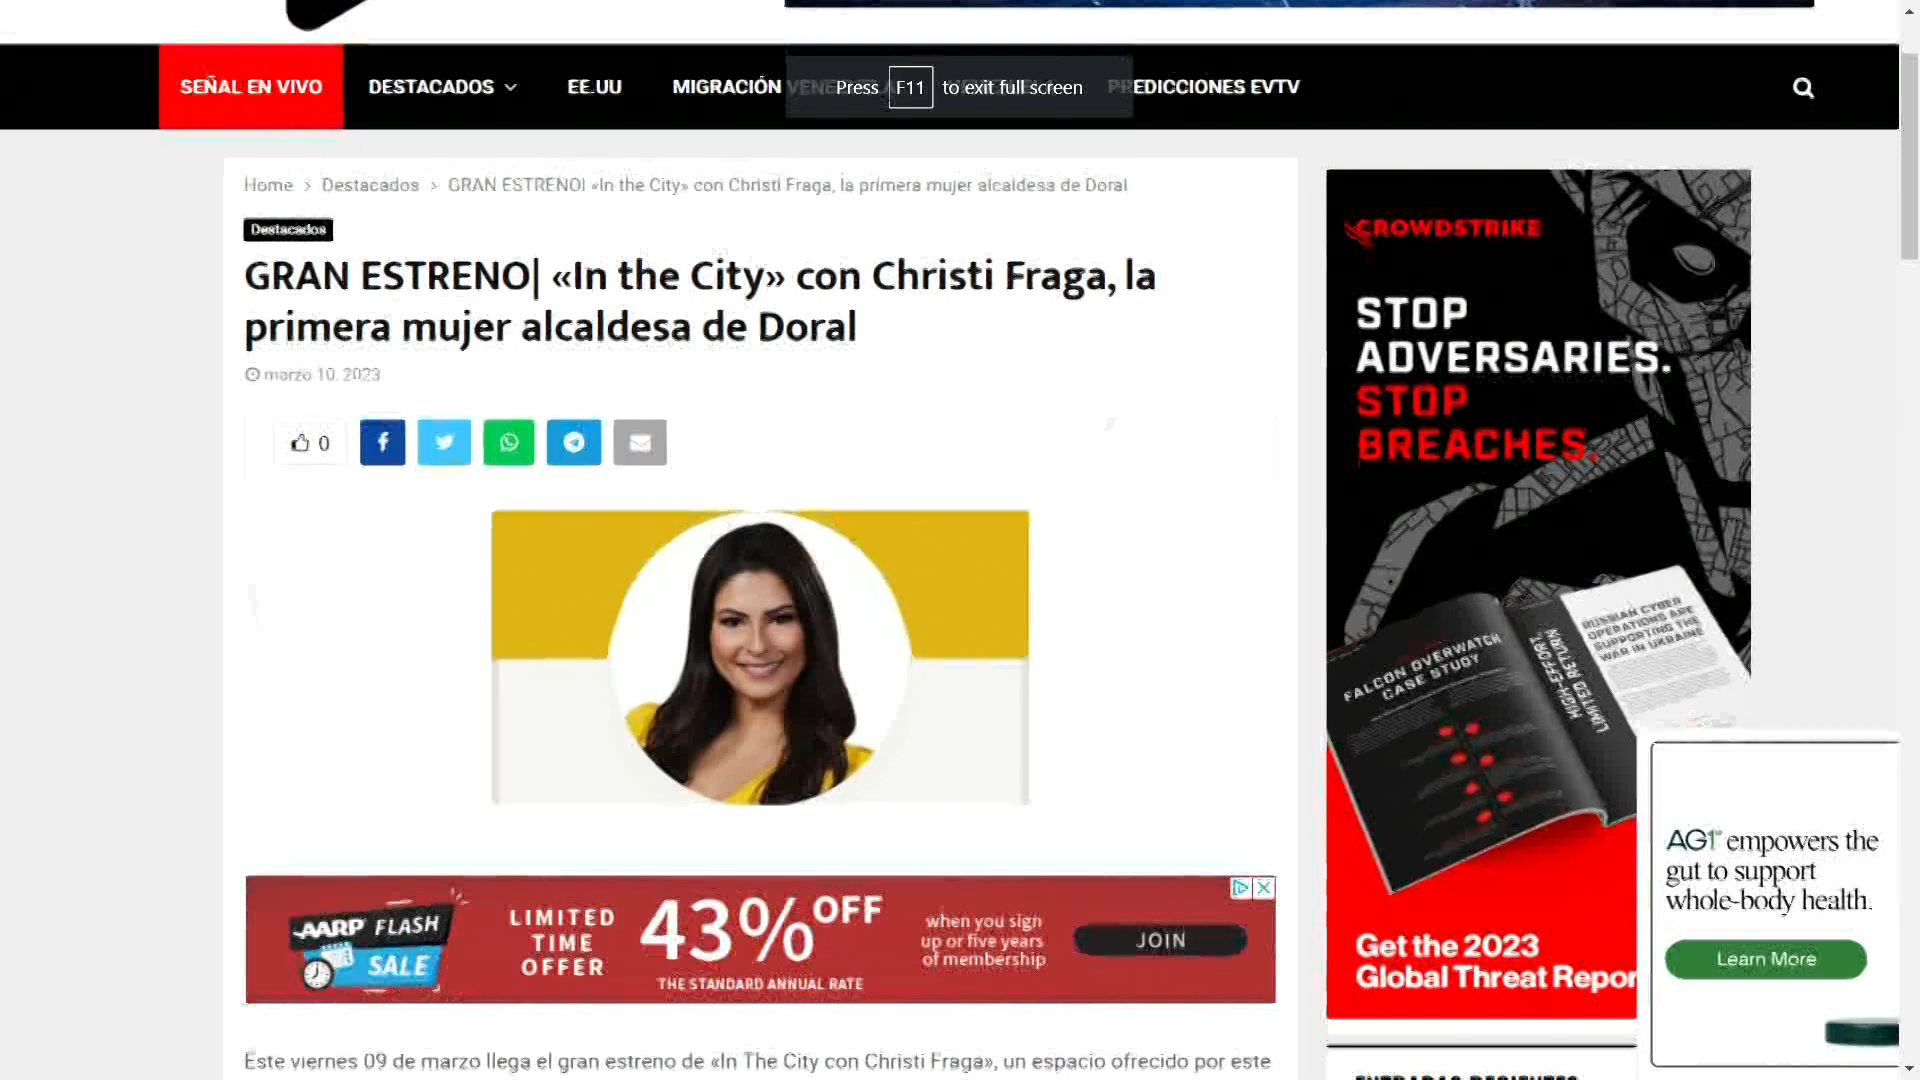 SEÑAL EN VIVO
DESTACADOS
EE.UU
MIGRACIÓN
Press F11 to exit full screen
PREDICCIONES EVTV
Home > Destacados > GRAN ESTRENO| «In the City» con Christi Fraga, la primera mujer alcaldesa de Doral
Destacados
GRAN ESTRENO| «In the City» con Christi Fraga, la
primera mujer alcaldesa de Doral
marzo 10, 2023
0
CROWDSTRIKE
STOP
ADVERSARIES.
STOP
BREACHES.
FALCON OVERWATCH
CASE STUDY
HIGH-EFFORT,
LIMITED RETURN
RUSSIAN CYBER
OPERATIONS ARE
SUPPORTING THE
WAR IN UKRAINE
Get the 2023
Global Threat Repor
AG1 empowers the
gut to support
whole-body health.
Learn More
AARP FLASH
SALE
LIMITED
TIME
OFFER
43% OFF
THE STANDARD ANNUAL RATE
when you sign
up or five years
of membership
JOIN
Este viernes 09 de marzo llega el gran estreno de «In The City con Christi Fraga», un espacio ofrecido por este